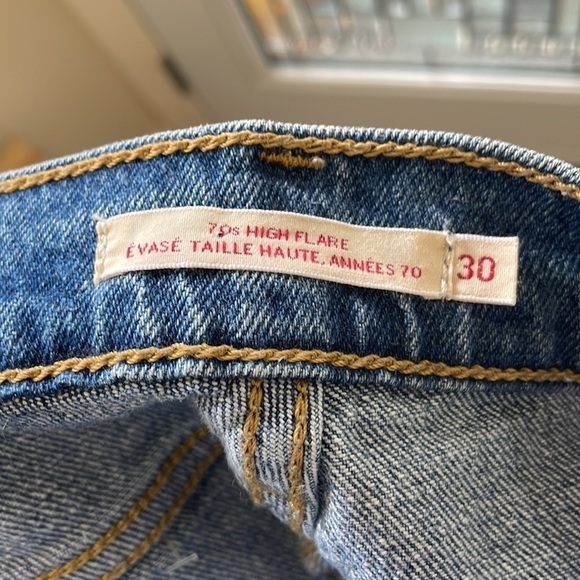 70s HIGH FLARE
ÉVASÉ TAILLE HAUTE, ANNÉES 70
30